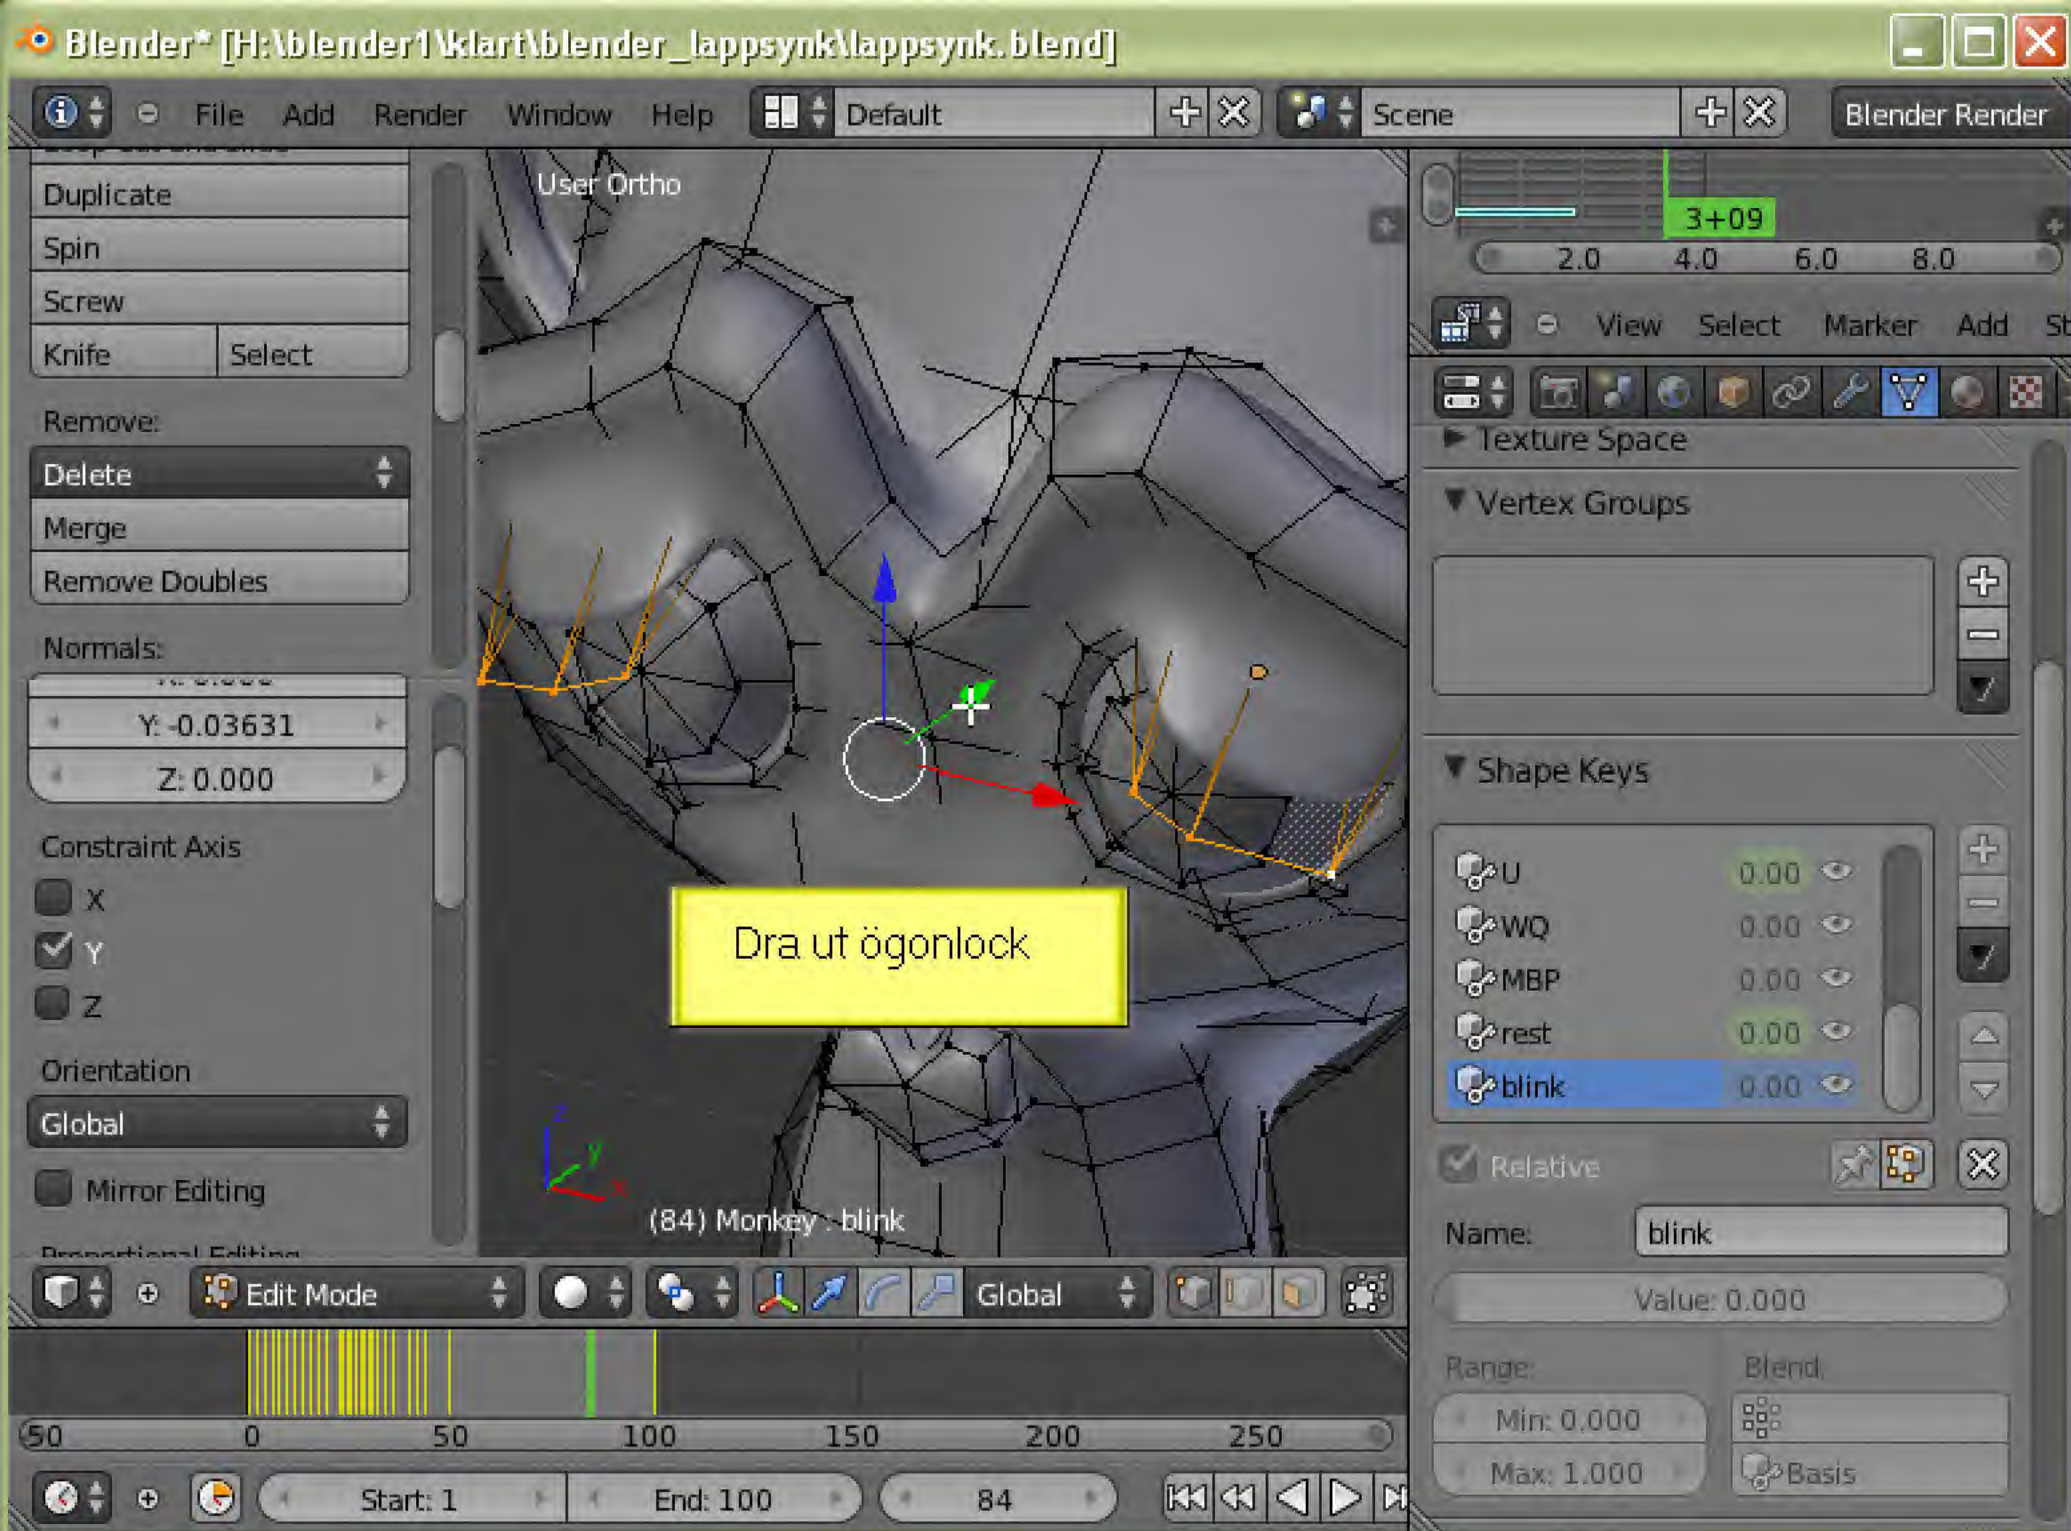 Blender* [H:\blender1\klart\blender_lappsynk\lappsynk.blend]
File Add Render Window Help Default Scene Blender Render
Duplicate
Spin
Screw
Knife Select
Remove:
Delete
Merge
Remove Doubles
Normals:
Y: -0.03631
Z: 0.000
Constraint Axis
X
Y
Z
Orientation
Global
Mirror Editing
Proportional Editing
User Ortho
Dra ut ögonlock
z
y
x
(84) Monkey : blink
Edit Mode Global
3+09
2.0 4.0 6.0 8.0
View Select Marker Add St
Texture Space
Vertex Groups
Shape Keys
U 0.00
WQ 0.00
MBP 0.00
rest 0.00
blink 0.00
Relative
Name: blink
Value: 0.000
Range: Blend:
Min: 0.000
Max: 1.000 Basis
-50 0 50 100 150 200 250
Start: 1 End: 100 84